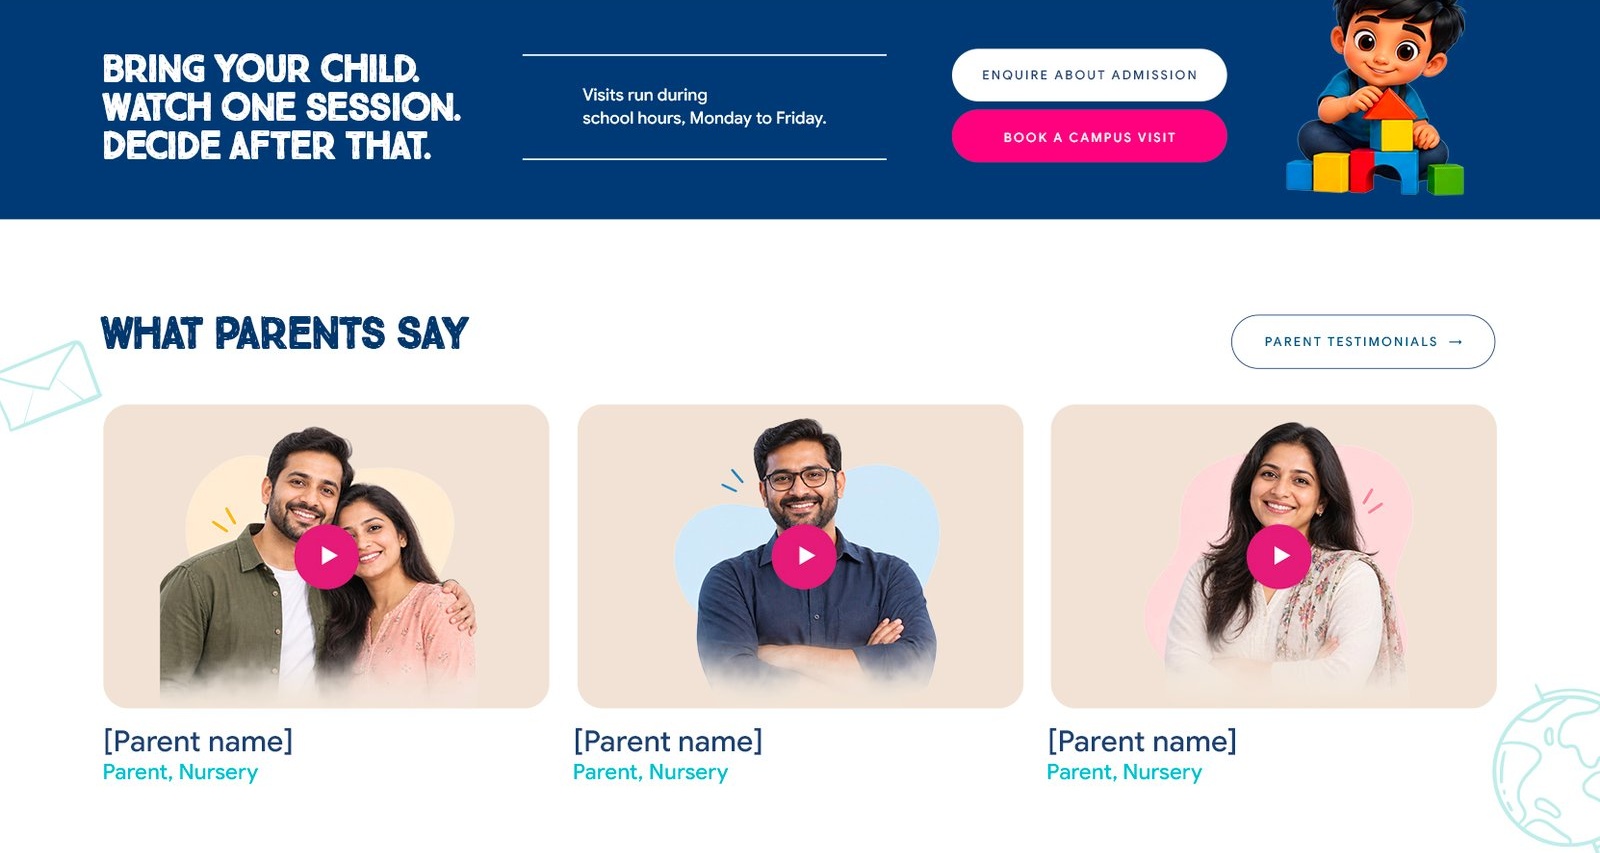 BRING YOUR CHILD.
WATCH ONE SESSION.
DECIDE AFTER THAT.
Visits run during
school hours, Monday to Friday.
ENQUIRE ABOUT ADMISSION
BOOK A CAMPUS VISIT
WHAT PARENTS SAY
PARENT TESTIMONIALS →
[Parent name]
Parent, Nursery
[Parent name]
Parent, Nursery
[Parent name]
Parent, Nursery